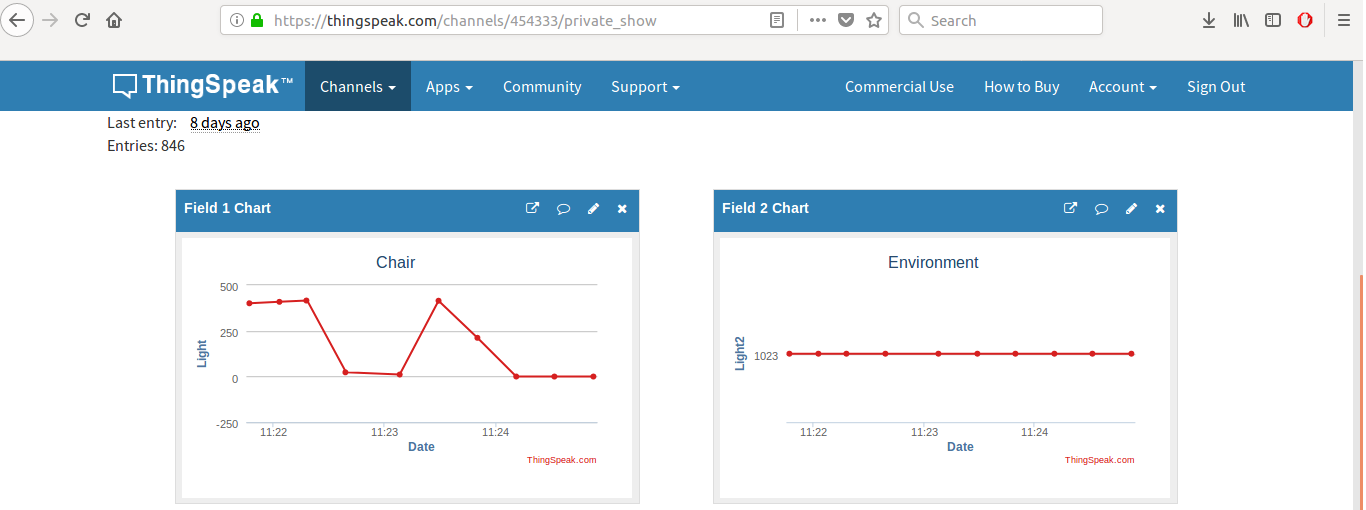 https://thingspeak.com/channels/454333/private_show
Search
ThingSpeak™
Channels
Apps
Community
Support
Commercial Use
How to Buy
Account
Sign Out
Last entry: 8 days ago
Entries: 846
Field 1 Chart
Chair
500
250
0
-250
Light
11:22
11:23
11:24
Date
ThingSpeak.com
Field 2 Chart
Environment
1023
Light2
11:22
11:23
11:24
Date
ThingSpeak.com